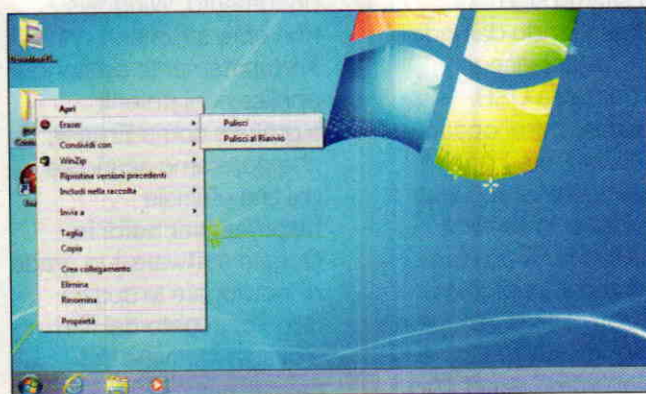 Apri
Eraser
Pulisci
Pulisci al Riavvio
Condividi con
WinZip
Ripristina versioni precedenti
Includi nella raccolta
Invia a
Taglia
Copia
Crea collegamento
Elimina
Rinomina
Proprietà